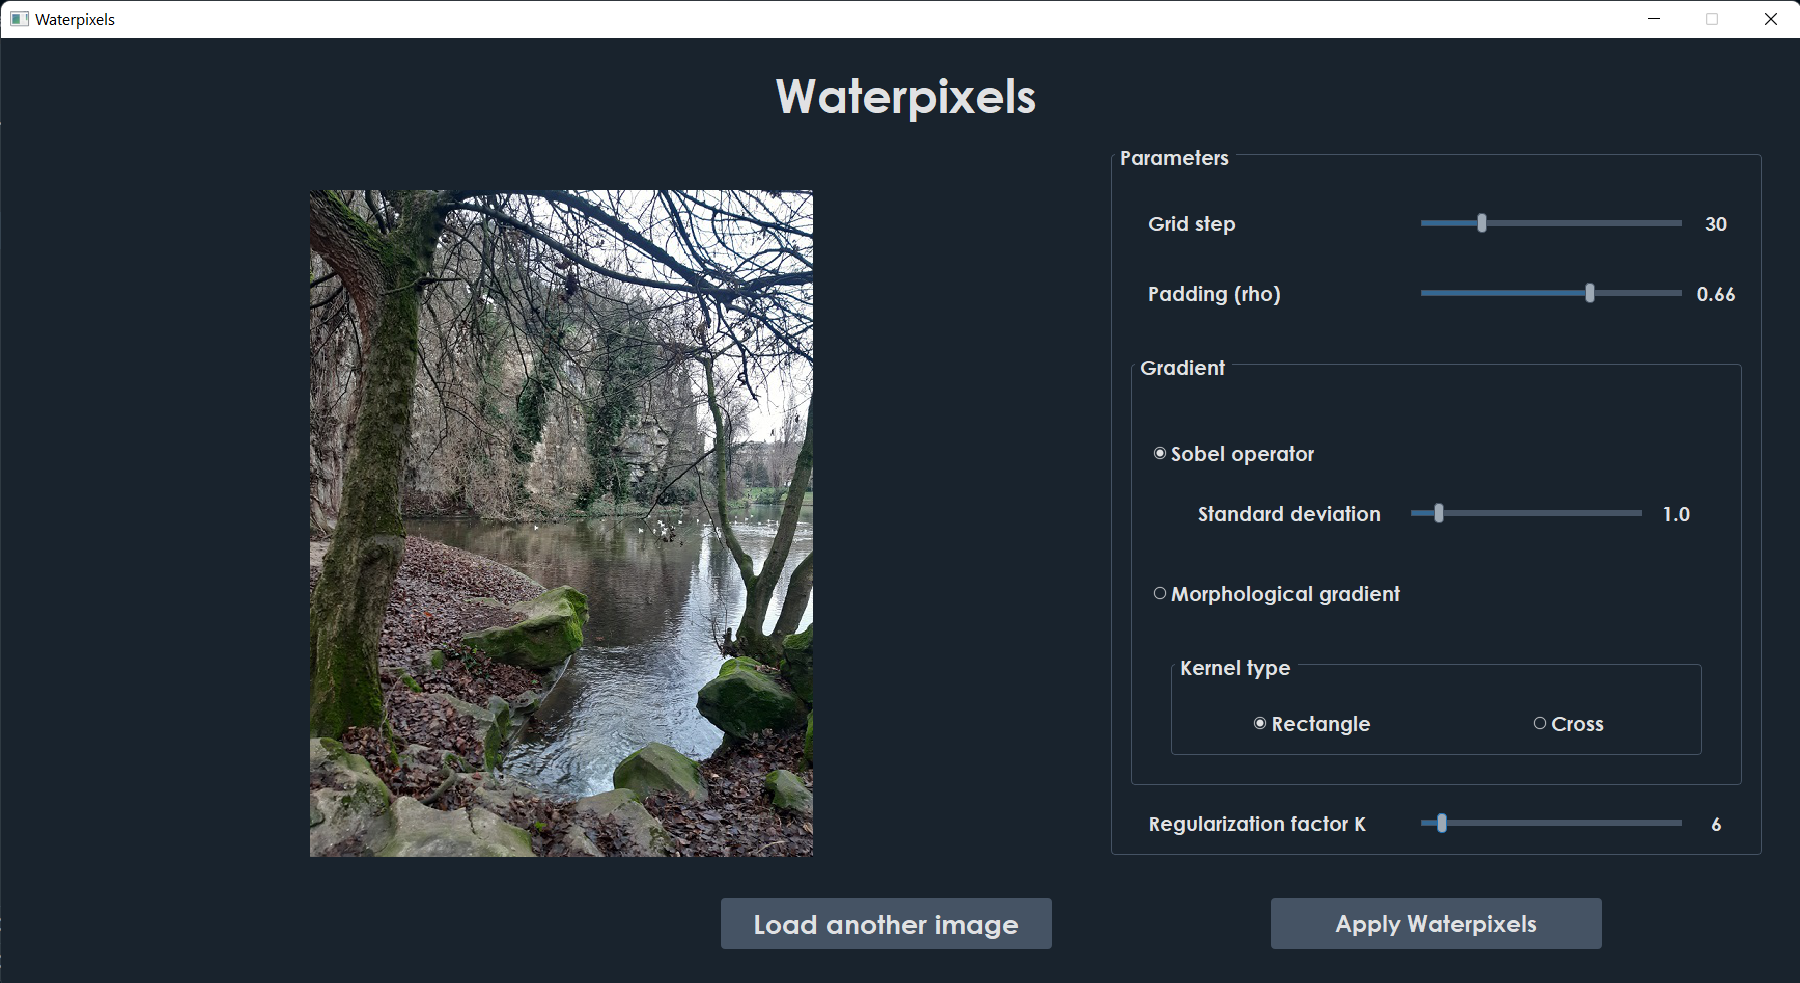 Waterpixels
Waterpixels
Parameters
Grid step 30
Padding (rho) 0.66
Gradient
Sobel operator
Standard deviation 1.0
Morphological gradient
Kernel type
Rectangle Cross
Regularization factor K 6
Load another image Apply Waterpixels